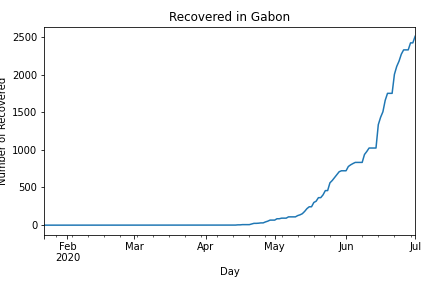 Recovered in Gabon
Number of Recovered
2500
2000
1500
1000
500
0
Feb
2020
Mar
Apr
May
Jun
Jul
Day